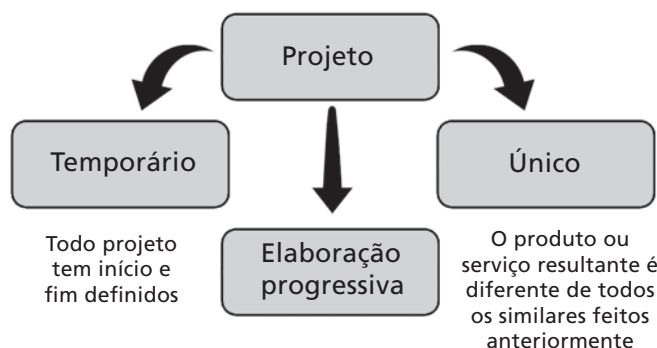 Projeto
Temporário
Único
Todo projeto
tem início e
fim definidos
Elaboração
progressiva
O produto ou
serviço resultante é
diferente de todos
os similares feitos
anteriormente